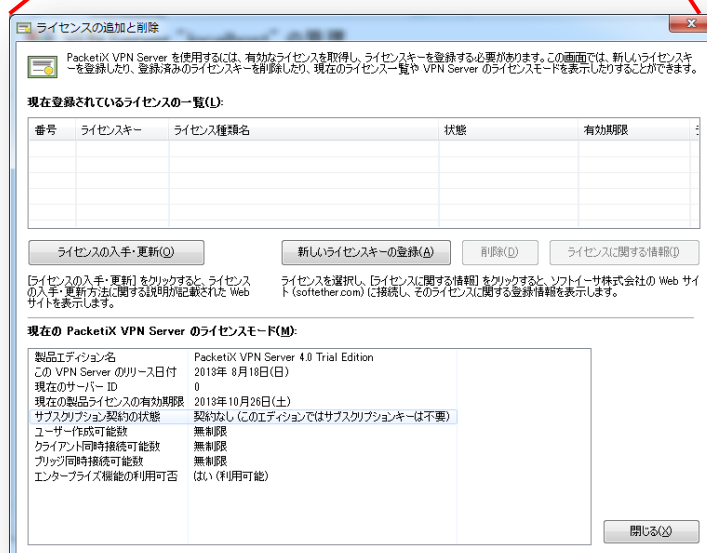 ライセンスの追加と削除
PacketiX VPN Server を使用するには、有効なライセンスを取得し、ライセンスキーを登録する必要があります。この画面では、新しいライセンスキ
ーを登録したり、登録済みのライセンスキーを削除したり、現在のライセンス一覧や VPN Server のライセンスモードを表示したりすることができます。
現在登録されているライセンスの一覧(L):
番号 ライセンスキー ライセンス種類名 状態 有効期限
ライセンスの入手・更新(O) 新しいライセンスキーの登録(A) 削除(D) ライセンスに関する情報(I)
[ライセンスの入手・更新] をクリックすると、ライセンス
の入手・更新方法に関する説明が記載された Web
サイトを表示します。
ライセンスを選択し、[ライセンスに関する情報] をクリックすると、ソフトイーサ株式会社の Web サイ
ト (softether.com) に接続し、そのライセンスに関する登録情報を表示します。
現在の PacketiX VPN Server のライセンスモード(M):
製品エディション名 PacketiX VPN Server 4.0 Trial Edition
この VPN Server のリリース日付 2013年 8月18日(日)
現在のサーバー ID 0
現在の製品ライセンスの有効期限 2013年10月26日(土)
サブスクリプション契約の状態 契約なし (このエディションではサブスクリプションキーは不要)
ユーザー作成可能数 無制限
クライアント同時接続可能数 無制限
ブリッジ同時接続可能数 無制限
エンタープライズ機能の利用可否 はい (利用可能)
閉じる(X)